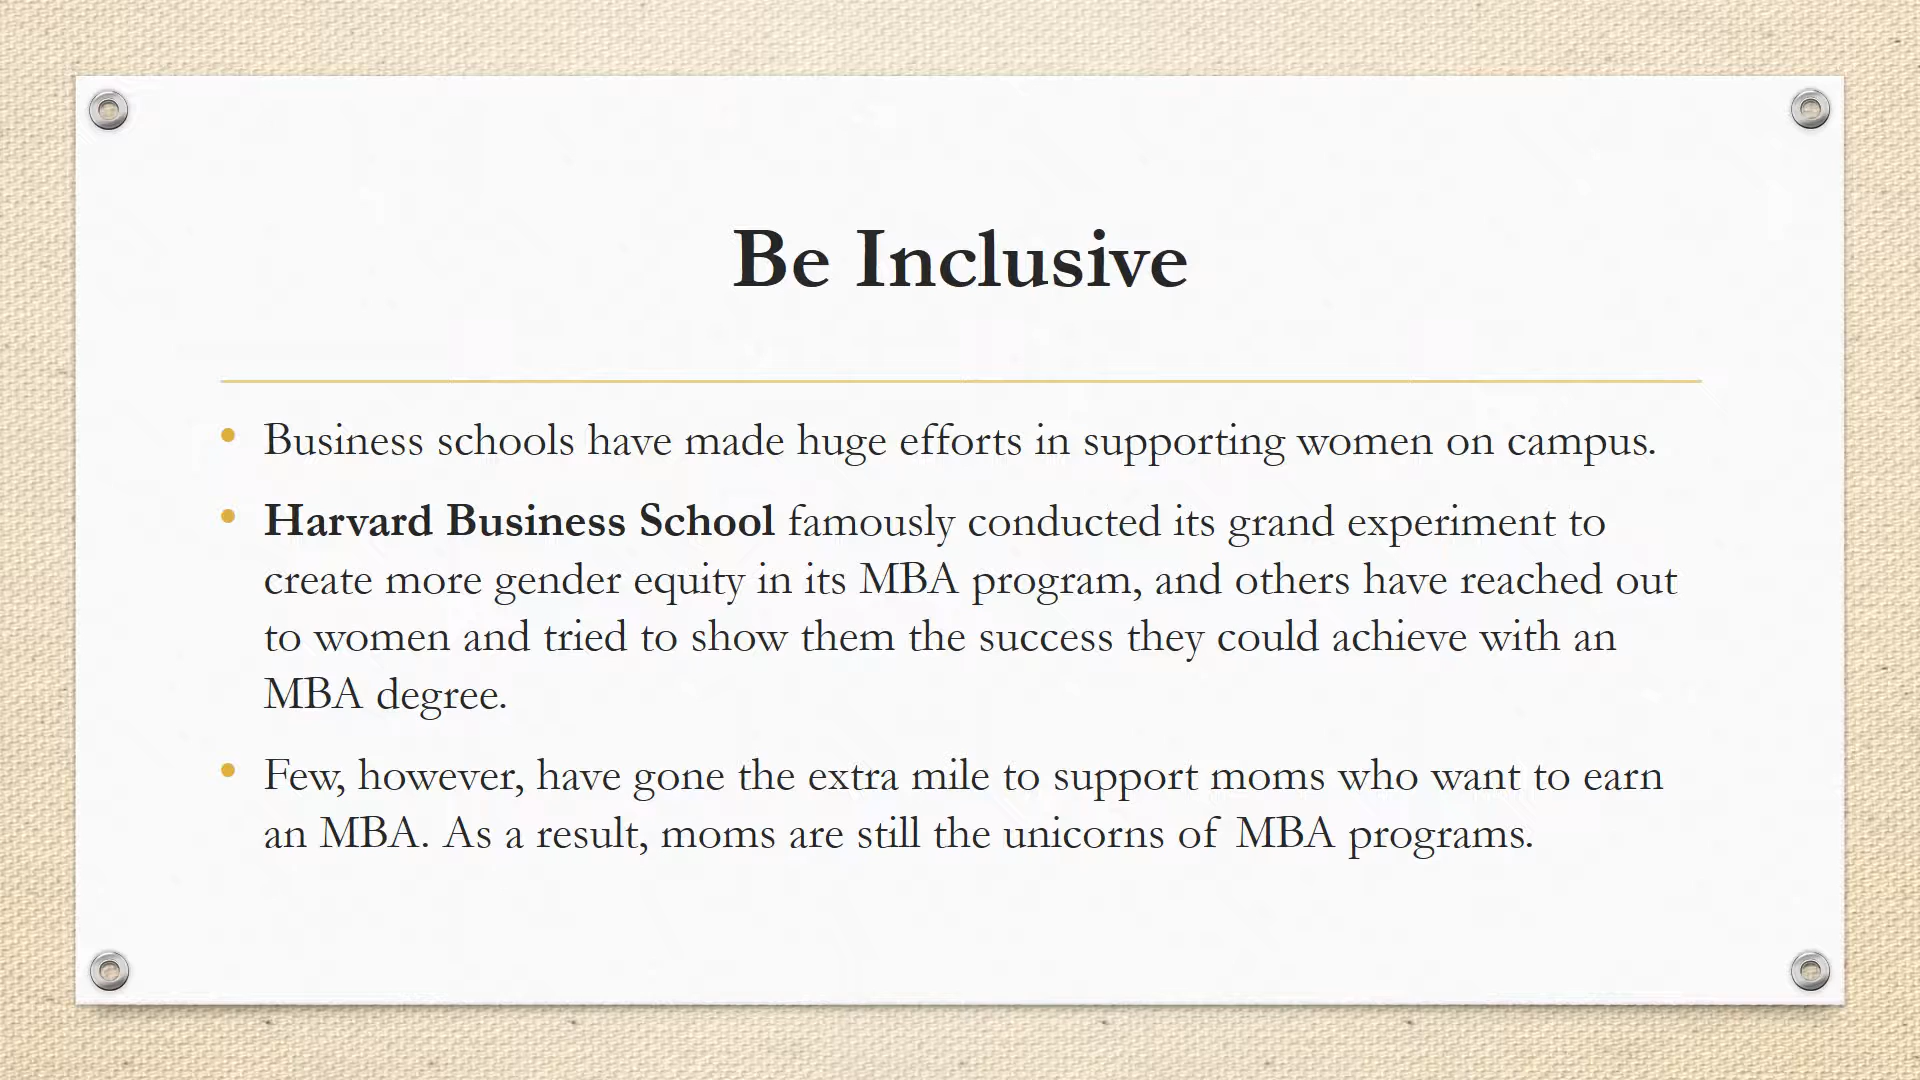 Be Inclusive
Business schools have made huge efforts in supporting women on campus.
Harvard Business School famously conducted its grand experiment to
create more gender equity in its MBA program, and others have reached out
to women and tried to show them the success they could achieve with an
MBA degree.
Few, however, have gone the extra mile to support moms who want to earn
an MBA. As a result, moms are still the unicorns of MBA programs.